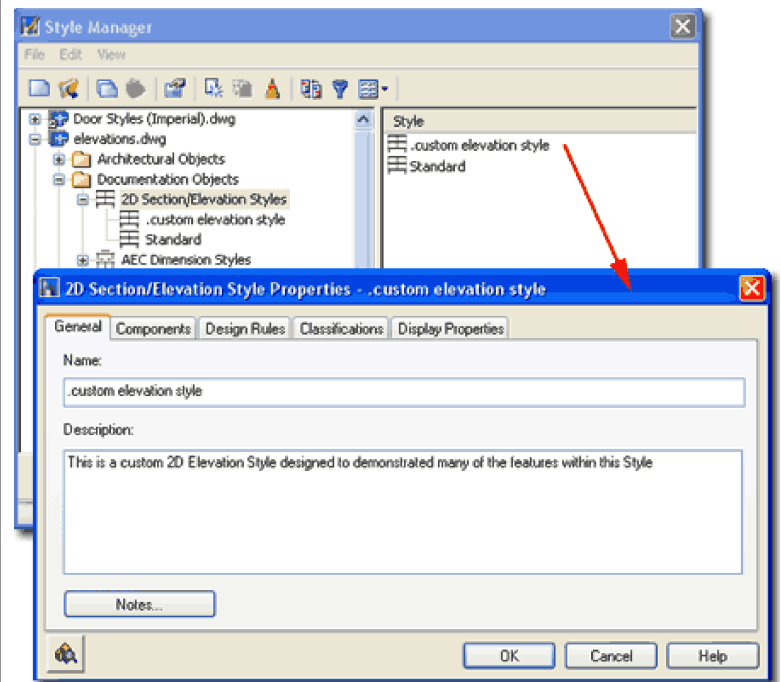 Style Manager
File Edit View
Door Styles (Imperial).dwg
elevations.dwg
Architectural Objects
Documentation Objects
2D Section/Elevation Styles
.custom elevation style
Standard
AEC Dimension Styles
Style
.custom elevation style
Standard
2D Section/Elevation Style Properties - .custom elevation style
General Components Design Rules Classifications Display Properties
Name:
.custom elevation style
Description:
This is a custom 2D Elevation Style designed to demonstrated many of the features within this Style
Notes...
OK Cancel Help